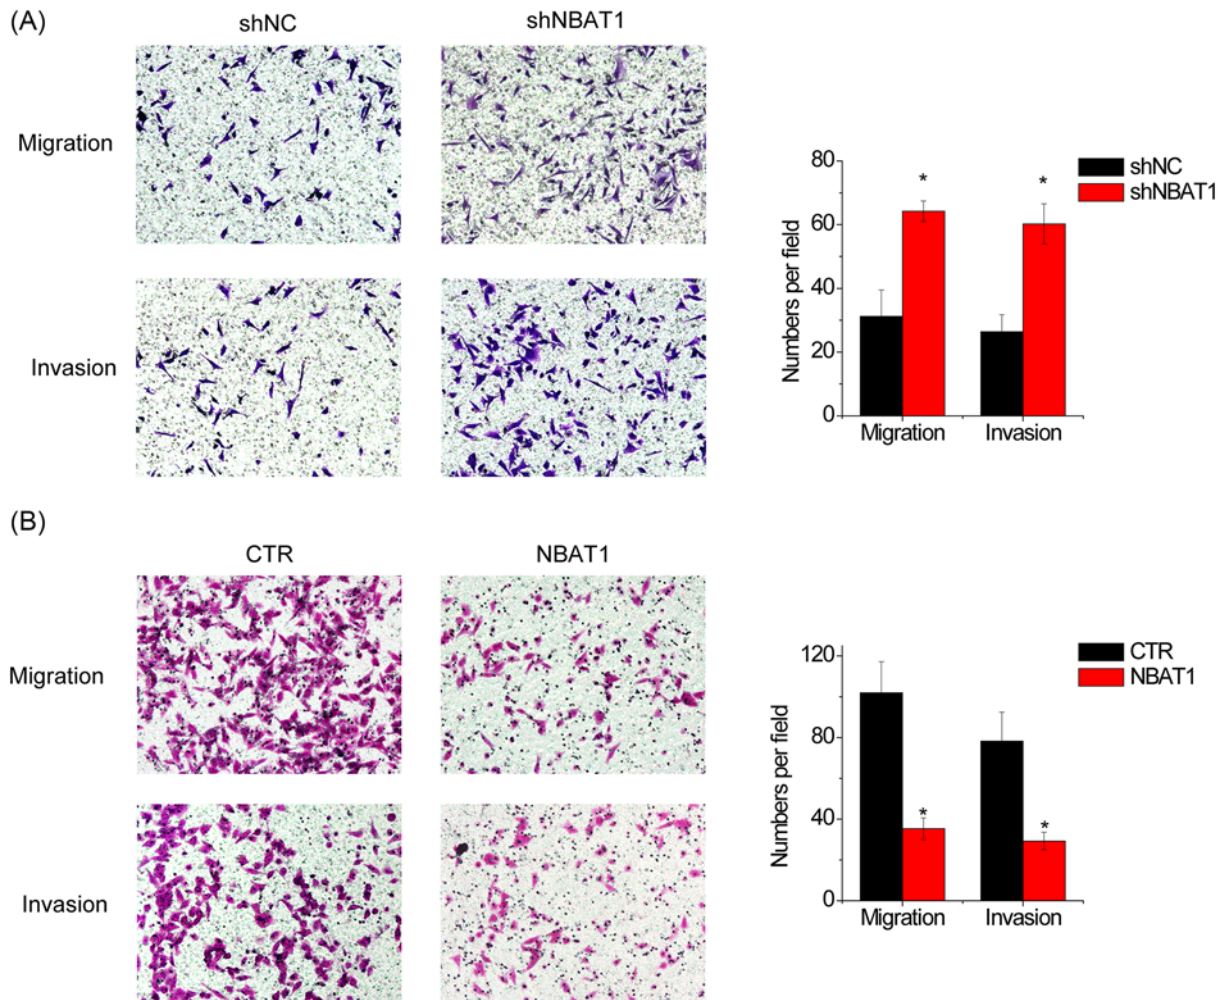 (A)
shNC
shNBAT1
Migration
Invasion
80
60
40
20
0
Numbers per field
*
*
shNC
shNBAT1
Migration
Invasion
(B)
CTR
NBAT1
Migration
Invasion
120
80
40
0
Numbers per field
*
*
CTR
NBAT1
Migration
Invasion